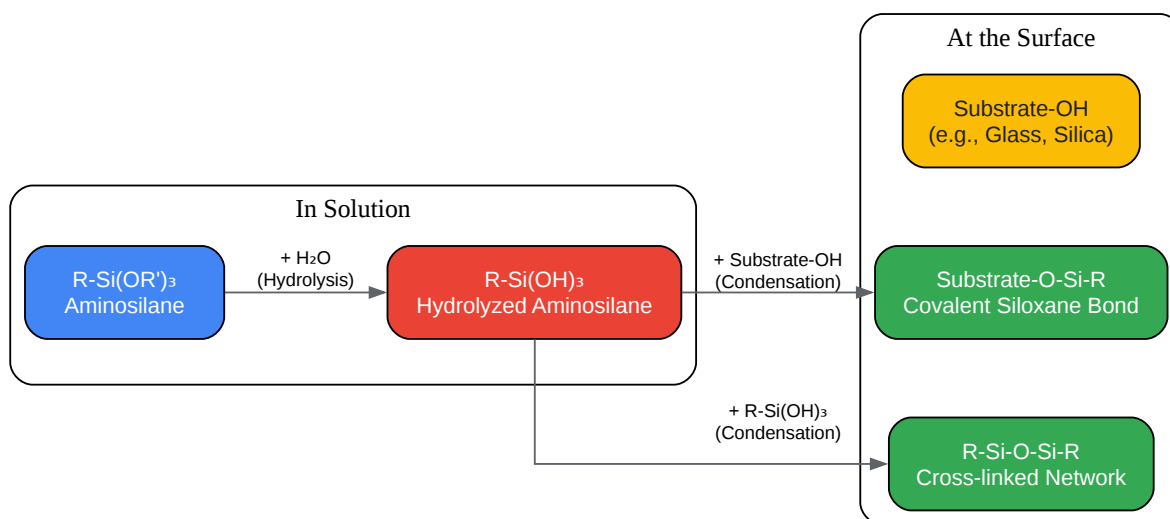 At the Surface
Substrate-OH
(e.g., Glass, Silica)
In Solution
R-Si(OR')₃
Aminosilane
+ H₂O
(Hydrolysis)
R-Si(OH)₃
Hydrolyzed Aminosilane
+ Substrate-OH
(Condensation)
Substrate-O-Si-R
Covalent Siloxane Bond
+ R-Si(OH)₃
(Condensation)
R-Si-O-Si-R
Cross-linked Network